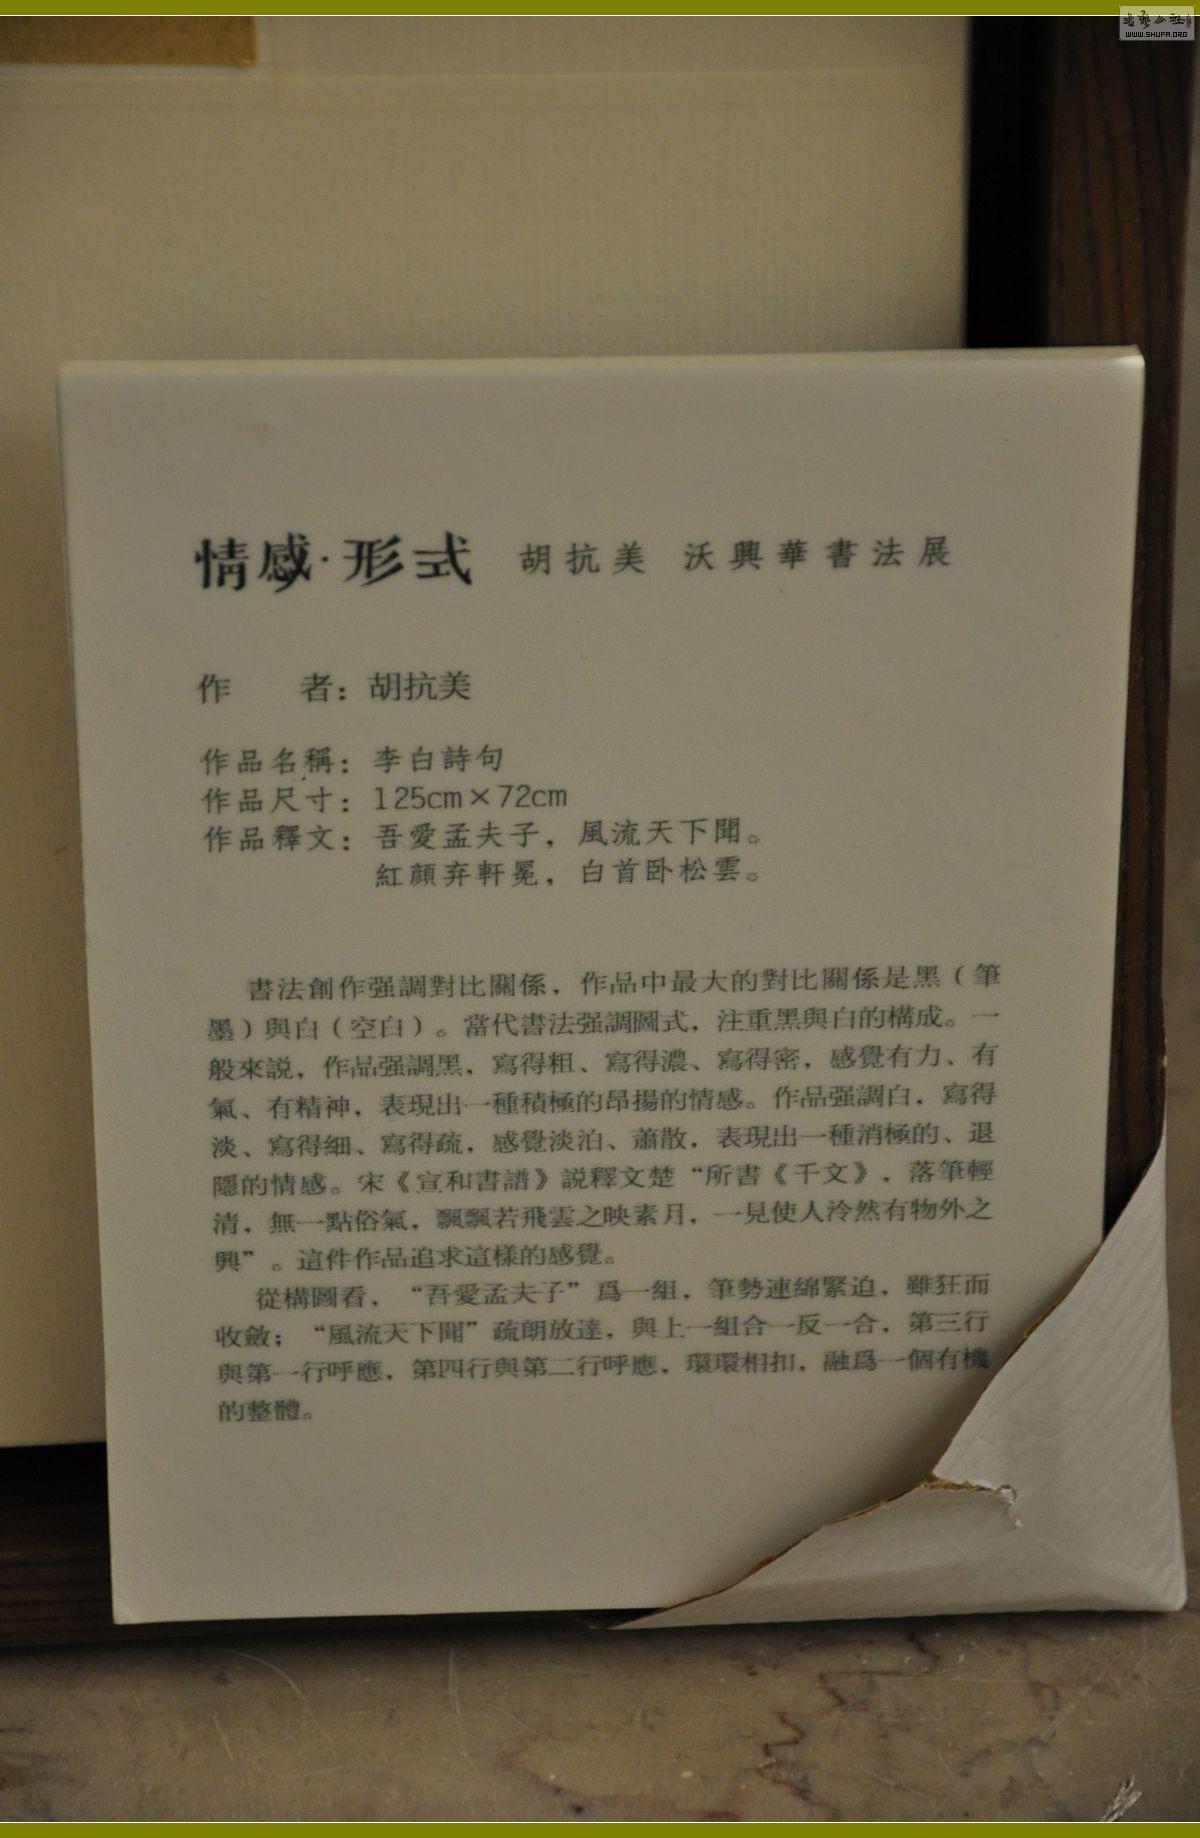 書藝公社
WWW.SHUFA.ORG
情感·形式 胡抗美 沃興華書法展
作　　者：胡抗美
作品名稱：李白詩句
作品尺寸：125cm×72cm
作品釋文：吾愛孟夫子，風流天下聞。
紅顔弃軒冕，白首卧松雲。
書法創作强調對比關係，作品中最大的對比關係是黑（筆
墨）與白（空白）。當代書法强調圖式，注重黑與白的構成。一
般來説，作品强調黑，寫得粗、寫得濃、寫得密，感覺有力、有
氣、有精神，表現出一種積極的昂揚的情感。作品强調白，寫得
淡、寫得細、寫得疏，感覺淡泊、蕭散，表現出一種消極的、退
隱的情感。宋《宣和書譜》説釋文楚“所書《千文》，落筆輕
清，無一點俗氣，飄飄若飛雲之映素月，一見使人泠然有物外之
興”。這件作品追求這樣的感覺。
從構圖看，“吾愛孟夫子”爲一組，筆勢連綿緊迫，雖狂而
收斂；“風流天下聞”疏朗放達，與上一組合一反一合，第三行
與第一行呼應，第四行與第二行呼應，環環相扣，融爲一個有機
的整體。